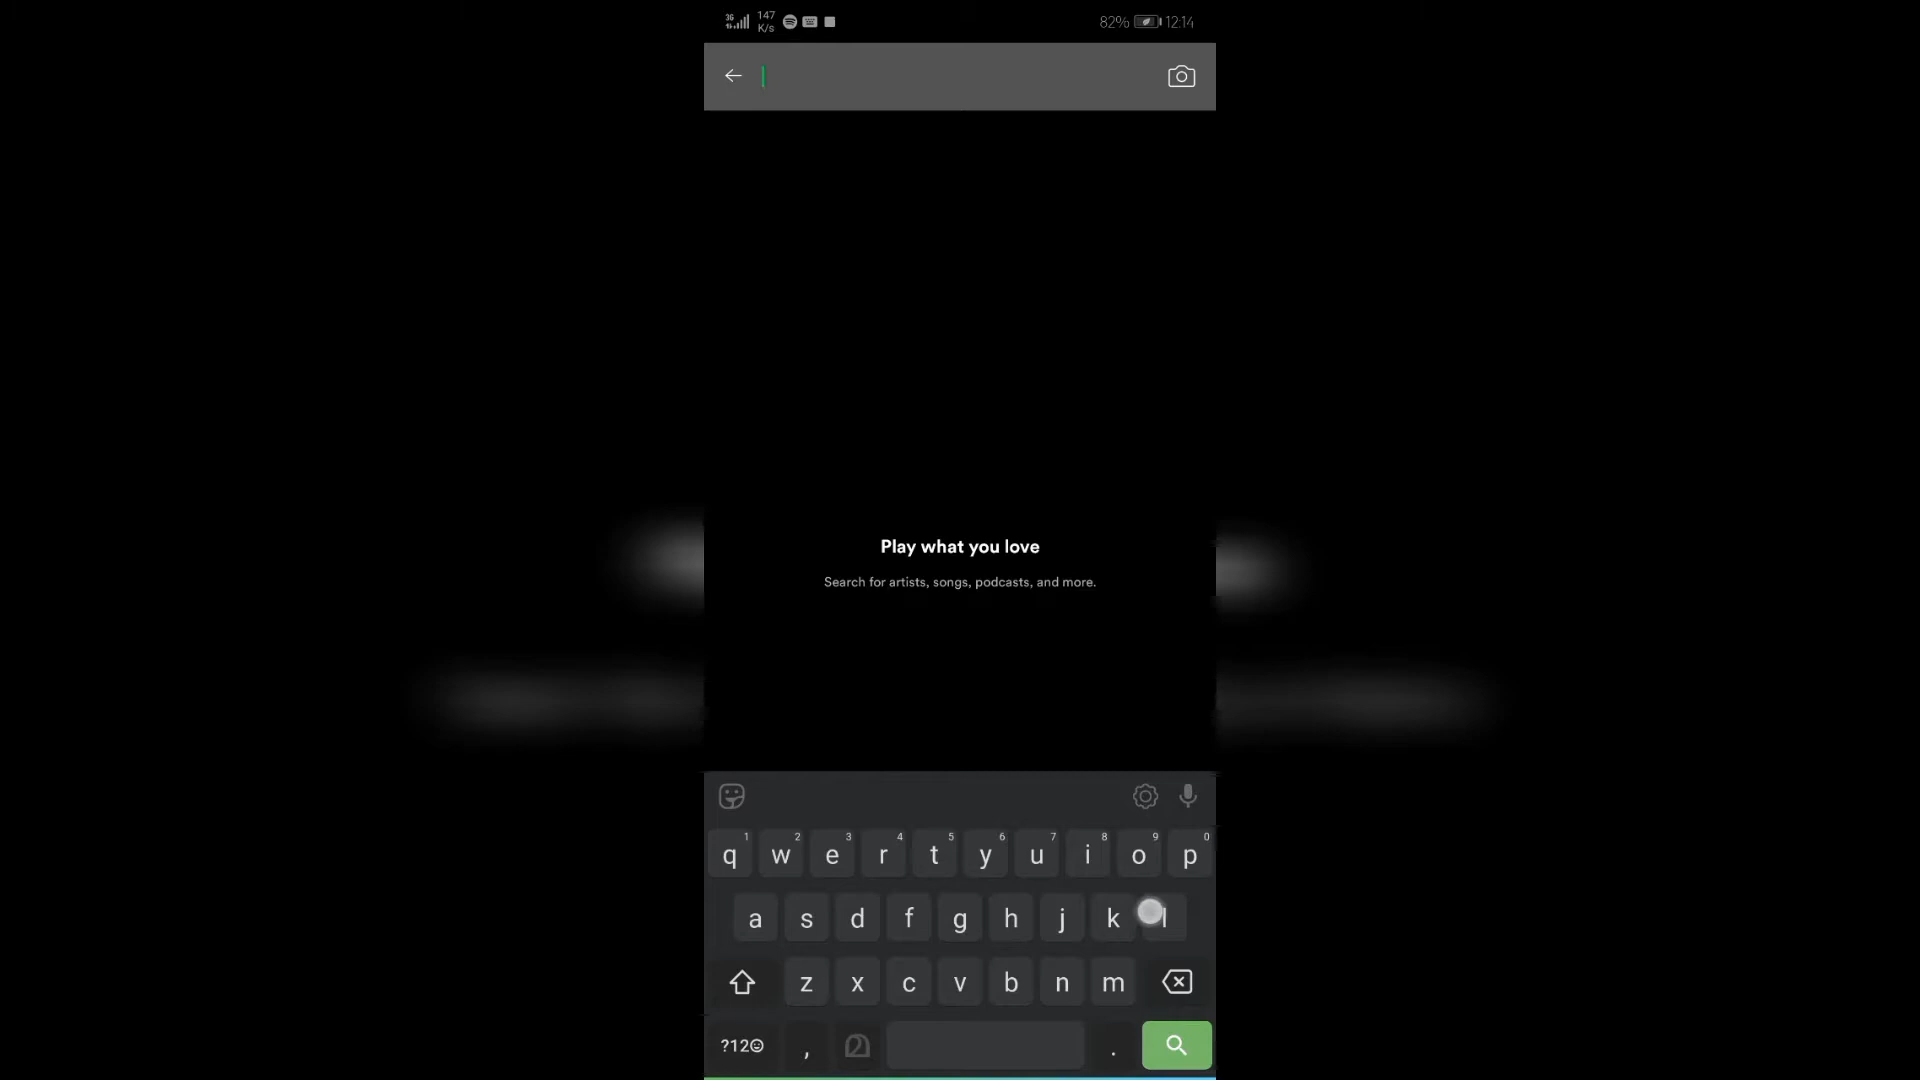 3G 147 K/s 82% 12:14
Play what you love
Search for artists, songs, podcasts, and more.
1 2 3 4 5 6 7 8 9 0
q w e r t y u i o p
a s d f g h j k l
z x c v b n m
?12 , മ .